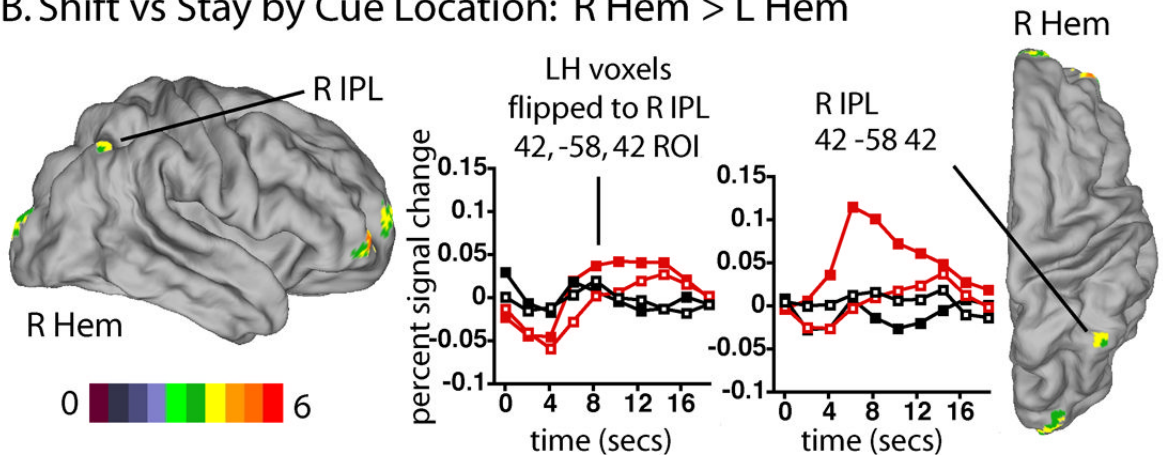 B. Shift vs Stay by Cue Location: R Hem > L Hem
R Hem
R IPL
LH voxels
flipped to R IPL
42, -58, 42 ROI
R IPL
42 -58 42
percent signal change
0.15
0.1
0.05
0
-0.05
-0.1
0 4 8 12 16
time (secs)
0.15
0.1
0.05
0
-0.05
-0.1
0 4 8 12 16
time (secs)
R Hem
0 6